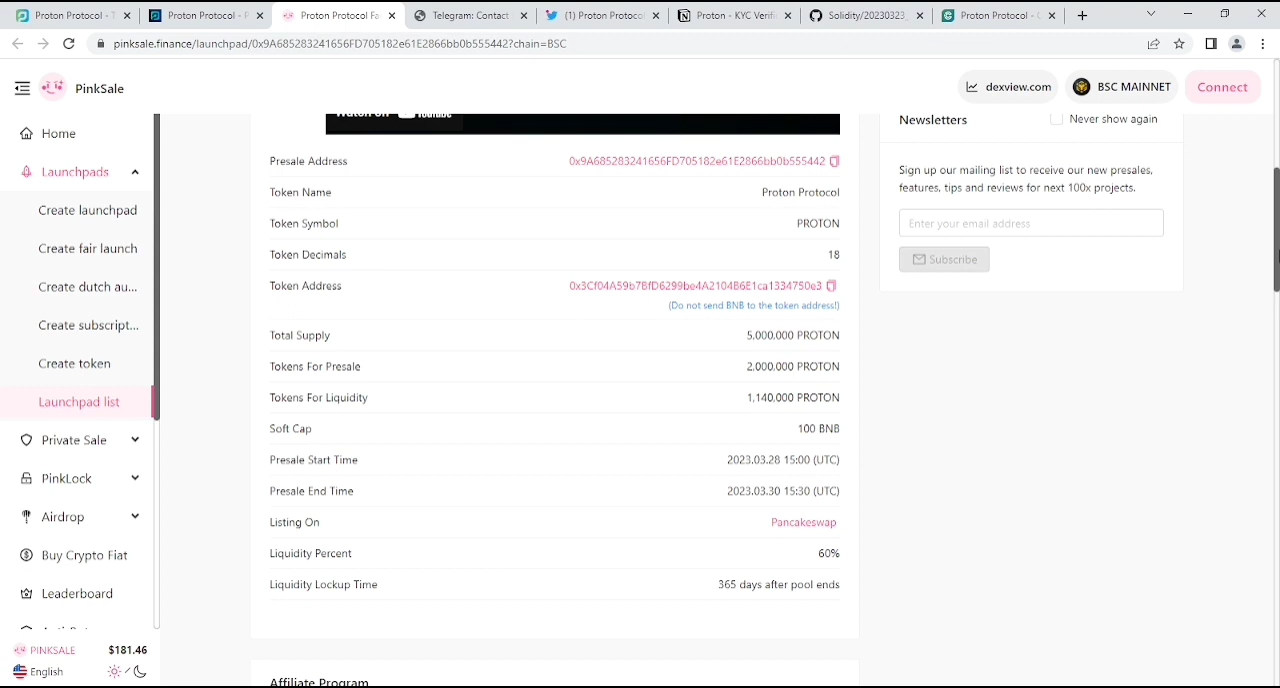 Proton Protocol - T
Proton Protocol - P
Proton Protocol Fa
Telegram: Contact
(1) Proton Protoco
Proton - KYC Verifi
Solidity/20230323_
Proton Protocol - C
pinksale.finance/launchpad/0x9A685283241656FD705182e61E2866bb0b555442?chain=BSC
PinkSale
dexview.com
BSC MAINNET
Connect
Home
Launchpads
Create launchpad
Create fair launch
Create dutch au...
Create subscript...
Create token
Launchpad list
Private Sale
PinkLock
Airdrop
Buy Crypto Fiat
Leaderboard
PINKSALE $181.46
English
Watch on YouTube
Presale Address 0x9A685283241656FD705182e61E2866bb0b555442
Token Name Proton Protocol
Token Symbol PROTON
Token Decimals 18
Token Address 0x3Cf04A59b7BfD6299be4A2104B6E1ca1334750e3
(Do not send BNB to the token address!)
Total Supply 5,000,000 PROTON
Tokens For Presale 2,000,000 PROTON
Tokens For Liquidity 1,140,000 PROTON
Soft Cap 100 BNB
Presale Start Time 2023.03.28 15:00 (UTC)
Presale End Time 2023.03.30 15:30 (UTC)
Listing On Pancakeswap
Liquidity Percent 60%
Liquidity Lockup Time 365 days after pool ends
Affiliate Program
Newsletters
Never show again
Sign up our mailing list to receive our new presales,
features, tips and reviews for next 100x projects.
Enter your email address
Subscribe